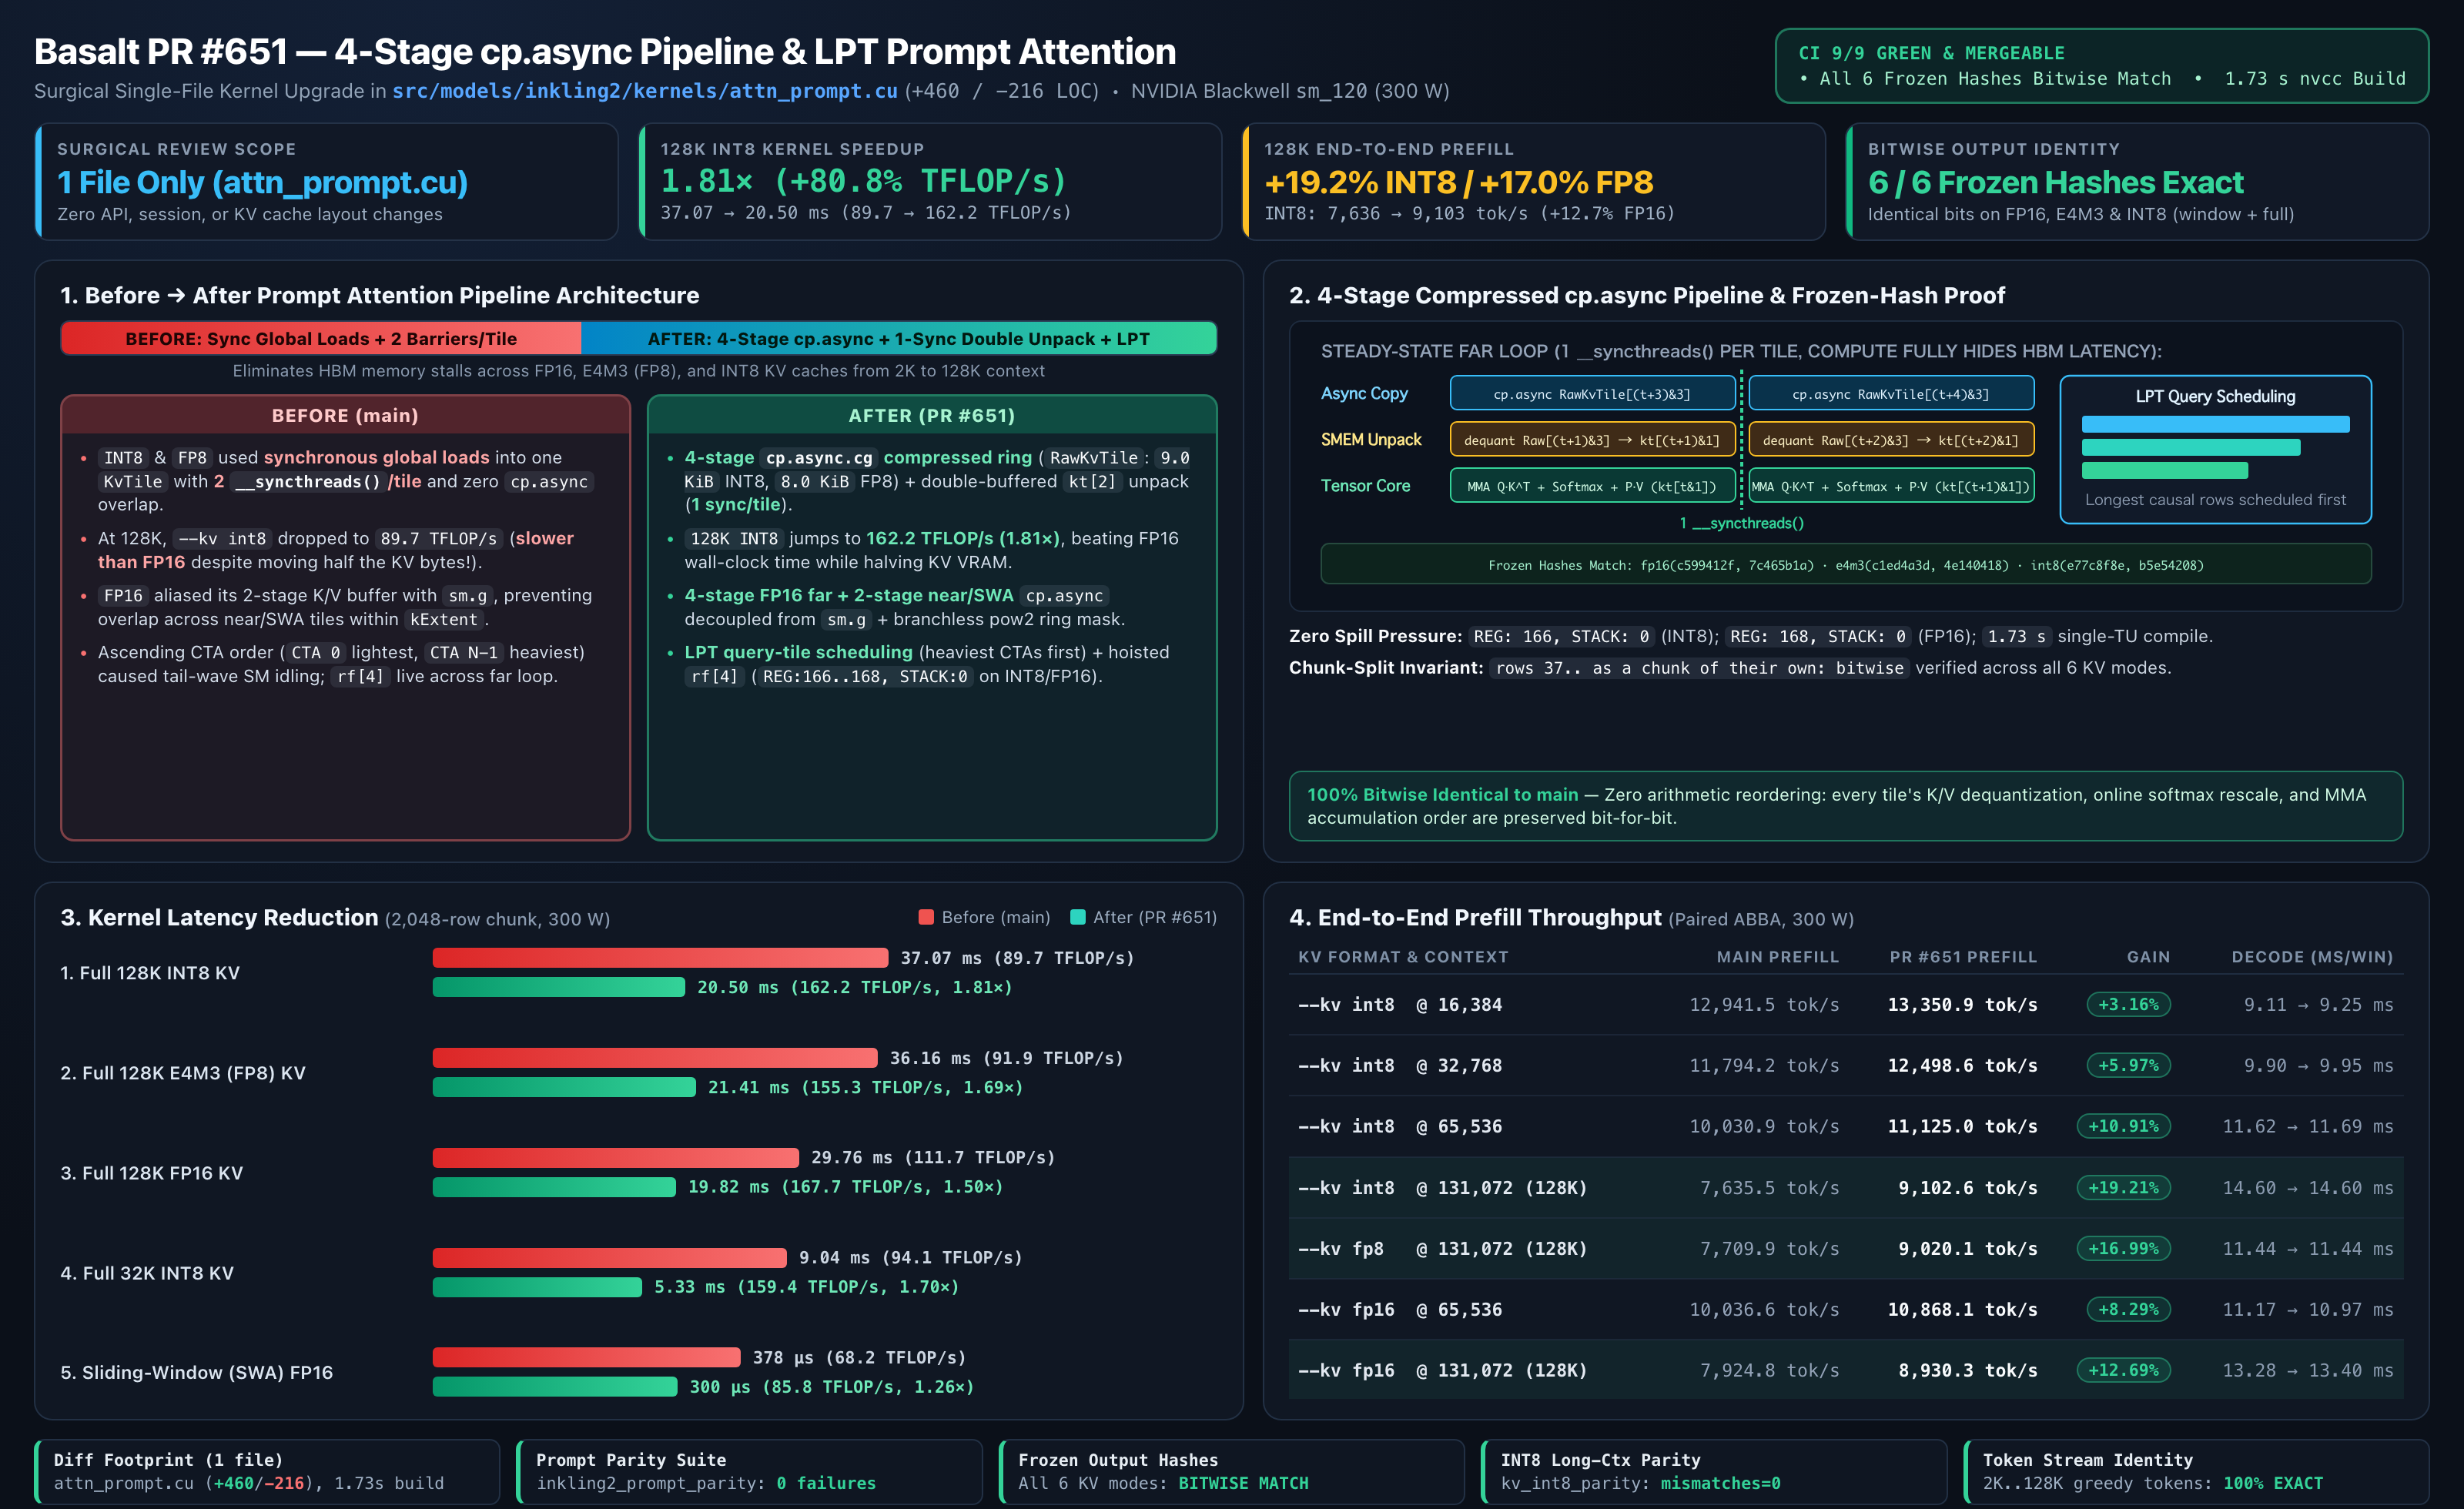 Basalt PR #651 — 4-Stage cp.async Pipeline & LPT Prompt Attention
Surgical Single-File Kernel Upgrade in src/models/inkling2/kernels/attn_prompt.cu (+460 / −216 LOC) • NVIDIA Blackwell sm_120 (300 W)
CI 9/9 GREEN & MERGEABLE
• All 6 Frozen Hashes Bitwise Match • 1.73 s nvcc Build
SURGICAL REVIEW SCOPE
1 File Only (attn_prompt.cu)
Zero API, session, or KV cache layout changes
128K INT8 KERNEL SPEEDUP
1.81× (+80.8% TFLOP/s)
37.07 → 20.50 ms (89.7 → 162.2 TFLOP/s)
128K END-TO-END PREFILL
+19.2% INT8 / +17.0% FP8
INT8: 7,636 → 9,103 tok/s (+12.7% FP16)
BITWISE OUTPUT IDENTITY
6 / 6 Frozen Hashes Exact
Identical bits on FP16, E4M3 & INT8 (window + full)
1. Before → After Prompt Attention Pipeline Architecture
BEFORE: Sync Global Loads + 2 Barriers/Tile
AFTER: 4-Stage cp.async + 1-Sync Double Unpack + LPT
Eliminates HBM memory stalls across FP16, E4M3 (FP8), and INT8 KV caches from 2K to 128K context
BEFORE (main)
• INT8 & FP8 used synchronous global loads into one
KvTile with 2 __syncthreads() /tile and zero cp.async
overlap.
• At 128K, --kv int8 dropped to 89.7 TFLOP/s (slower
than FP16 despite moving half the KV bytes!).
• FP16 aliased its 2-stage K/V buffer with sm.g, preventing
overlap across near/SWA tiles within kExtent.
• Ascending CTA order (CTA 0 lightest, CTA N−1 heaviest)
caused tail-wave SM idling; rf[4] live across far loop.
AFTER (PR #651)
• 4-stage cp.async.cg compressed ring (RawKvTile: 9.0
KiB INT8, 8.0 KiB FP8) + double-buffered kt[2] unpack
(1 sync/tile).
• 128K INT8 jumps to 162.2 TFLOP/s (1.81×), beating FP16
wall-clock time while halving KV VRAM.
• 4-stage FP16 far + 2-stage near/SWA cp.async
decoupled from sm.g + branchless pow2 ring mask.
• LPT query-tile scheduling (heaviest CTAs first) + hoisted
rf[4] (REG:166..168, STACK:0 on INT8/FP16).
2. 4-Stage Compressed cp.async Pipeline & Frozen-Hash Proof
STEADY-STATE FAR LOOP (1 __syncthreads() PER TILE, COMPUTE FULLY HIDES HBM LATENCY):
Async Copy
cp.async RawKvTile[(t+3)&3]
cp.async RawKvTile[(t+4)&3]
SMEM Unpack
dequant Raw[(t+1)&3] → kt[(t+1)&1]
dequant Raw[(t+2)&3] → kt[(t+2)&1]
Tensor Core
MMA Q·K^T + Softmax + P·V (kt[t&1])
MMA Q·K^T + Softmax + P·V (kt[(t+1)&1])
1 __syncthreads()
LPT Query Scheduling
Longest causal rows scheduled first
Frozen Hashes Match: fp16(c599412f, 7c465b1a) · e4m3(c1ed4a3d, 4e140418) · int8(e77c8f8e, b5e54208)
Zero Spill Pressure: REG: 166, STACK: 0 (INT8); REG: 168, STACK: 0 (FP16); 1.73 s single-TU compile.
Chunk-Split Invariant: rows 37.. as a chunk of their own: bitwise verified across all 6 KV modes.
100% Bitwise Identical to main — Zero arithmetic reordering: every tile's K/V dequantization, online softmax rescale, and MMA
accumulation order are preserved bit-for-bit.
3. Kernel Latency Reduction (2,048-row chunk, 300 W)
Before (main) After (PR #651)
1. Full 128K INT8 KV
37.07 ms (89.7 TFLOP/s)
20.50 ms (162.2 TFLOP/s, 1.81×)
2. Full 128K E4M3 (FP8) KV
36.16 ms (91.9 TFLOP/s)
21.41 ms (155.3 TFLOP/s, 1.69×)
3. Full 128K FP16 KV
29.76 ms (111.7 TFLOP/s)
19.82 ms (167.7 TFLOP/s, 1.50×)
4. Full 32K INT8 KV
9.04 ms (94.1 TFLOP/s)
5.33 ms (159.4 TFLOP/s, 1.70×)
5. Sliding-Window (SWA) FP16
378 µs (68.2 TFLOP/s)
300 µs (85.8 TFLOP/s, 1.26×)
4. End-to-End Prefill Throughput (Paired ABBA, 300 W)
KV FORMAT & CONTEXT MAIN PREFILL PR #651 PREFILL GAIN DECODE (MS/WIN)
--kv int8 @ 16,384 12,941.5 tok/s 13,350.9 tok/s +3.16% 9.11 → 9.25 ms
--kv int8 @ 32,768 11,794.2 tok/s 12,498.6 tok/s +5.97% 9.90 → 9.95 ms
--kv int8 @ 65,536 10,030.9 tok/s 11,125.0 tok/s +10.91% 11.62 → 11.69 ms
--kv int8 @ 131,072 (128K) 7,635.5 tok/s 9,102.6 tok/s +19.21% 14.60 → 14.60 ms
--kv fp8 @ 131,072 (128K) 7,709.9 tok/s 9,020.1 tok/s +16.99% 11.44 → 11.44 ms
--kv fp16 @ 65,536 10,036.6 tok/s 10,868.1 tok/s +8.29% 11.17 → 10.97 ms
--kv fp16 @ 131,072 (128K) 7,924.8 tok/s 8,930.3 tok/s +12.69% 13.28 → 13.40 ms
Diff Footprint (1 file)
attn_prompt.cu (+460/−216), 1.73s build
Prompt Parity Suite
inkling2_prompt_parity: 0 failures
Frozen Output Hashes
All 6 KV modes: BITWISE MATCH
INT8 Long-Ctx Parity
kv_int8_parity: mismatches=0
Token Stream Identity
2K..128K greedy tokens: 100% EXACT